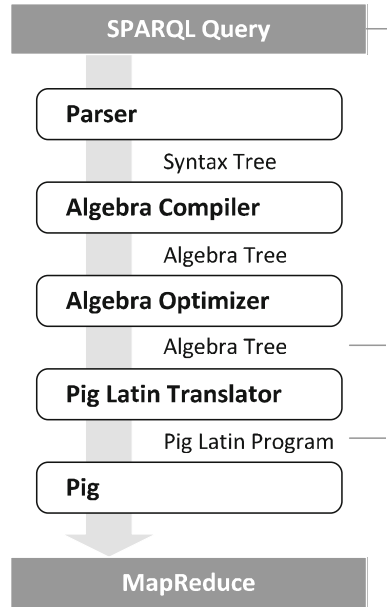 SPARQL Query
Parser
Syntax Tree
Algebra Compiler
Algebra Tree
Algebra Optimizer
Algebra Tree
Pig Latin Translator
Pig Latin Program
Pig
MapReduce